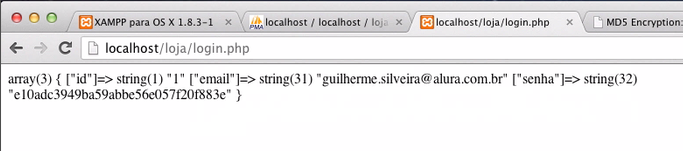 XAMPP para OS X 1.8.3-1
localhost / localhost / loja
localhost/loja/login.php
MD5 Encryption:
localhost/loja/login.php
array(3) { ["id"]=> string(1) "1" ["email"]=> string(31) "guilherme.silveira@alura.com.br" ["senha"]=> string(32)
"e10adc3949ba59abbe56e057f20f883e" }